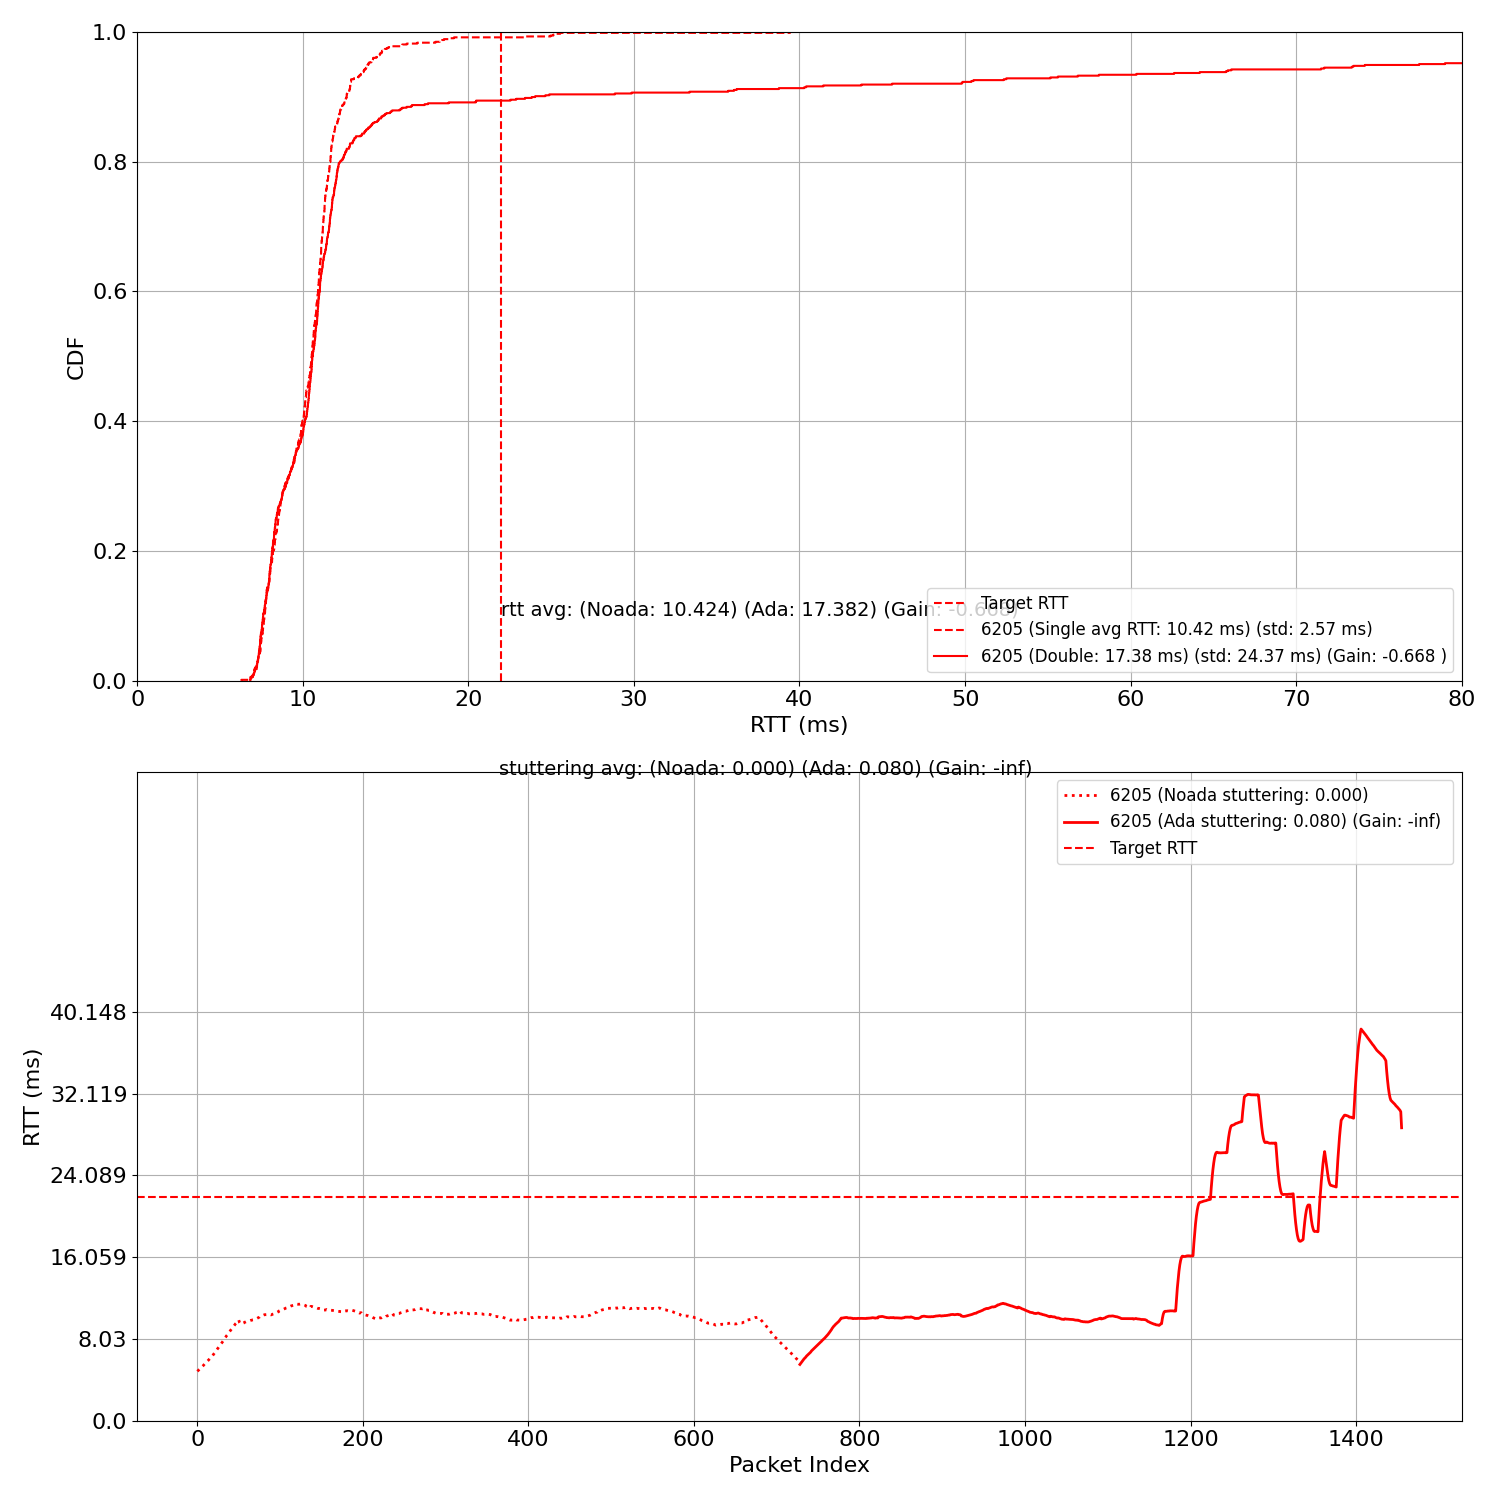 1.0
0.8
0.6
0.4
0.2
0.0
CDF
rtt avg: (Noada: 10.424) (Ada: 17.382) (Gain: -0.668)
Target RTT
6205 (Single avg RTT: 10.42 ms) (std: 2.57 ms)
6205 (Double: 17.38 ms) (std: 24.37 ms) (Gain: -0.668 )
0 10 20 30 40 50 60 70 80
RTT (ms)
stuttering avg: (Noada: 0.000) (Ada: 0.080) (Gain: -inf)
6205 (Noada stuttering: 0.000)
6205 (Ada stuttering: 0.080) (Gain: -inf)
Target RTT
40.148
32.119
24.089
16.059
8.03
0.0
RTT (ms)
0 200 400 600 800 1000 1200 1400
Packet Index